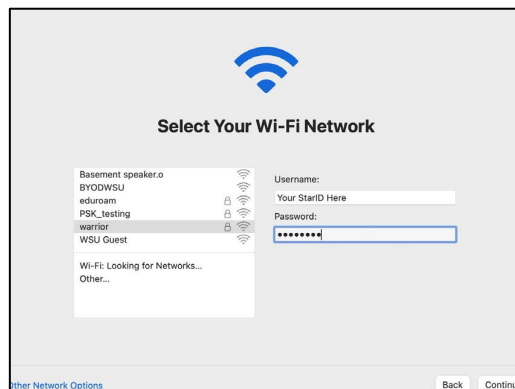 Select Your Wi-Fi Network
Basement speaker.o
BYODWSU
eduroam
PSK_testing
warrior
WSU Guest
Wi-Fi: Looking for Networks...
Other...
Username:
Your StarID Here
Password:
••••••••
ther Network Options
Back
Continu